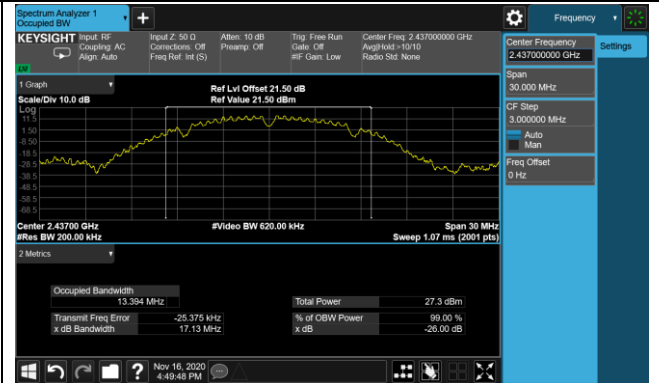 Spectrum Analyzer 1
Occupied BW
Frequency
KEYSIGHT
Input: RF
Coupling: AC
Align: Auto
Input Z: 50 Ω
Corrections: Off
Freq Ref: Int (S)
Atten: 10 dB
Preamp: Off
Trig: Free Run
Gate: Off
#IF Gain: Low
Center Freq: 2.437000000 GHz
Avg|Hold:>10/10
Radio Std: None
Center Frequency
2.437000000 GHz
Settings
Span
30.000 MHz
CF Step
3.000000 MHz
Auto
Man
Freq Offset
0 Hz
1 Graph
Scale/Div 10.0 dB
Ref Lvl Offset 21.50 dB
Ref Value 21.50 dBm
Log
11.5
1.50
-8.50
-18.5
-28.5
-38.5
-48.5
-58.5
-68.5
Center 2.43700 GHz
#Video BW 620.00 kHz
Span 30 MHz
#Res BW 200.00 kHz
Sweep 1.07 ms (2001 pts)
2 Metrics
Occupied Bandwidth
13.394 MHz
Total Power 27.3 dBm
Transmit Freq Error -25.375 kHz
% of OBW Power 99.00 %
x dB Bandwidth 17.13 MHz
x dB -26.00 dB
Nov 16, 2020
4:49:48 PM